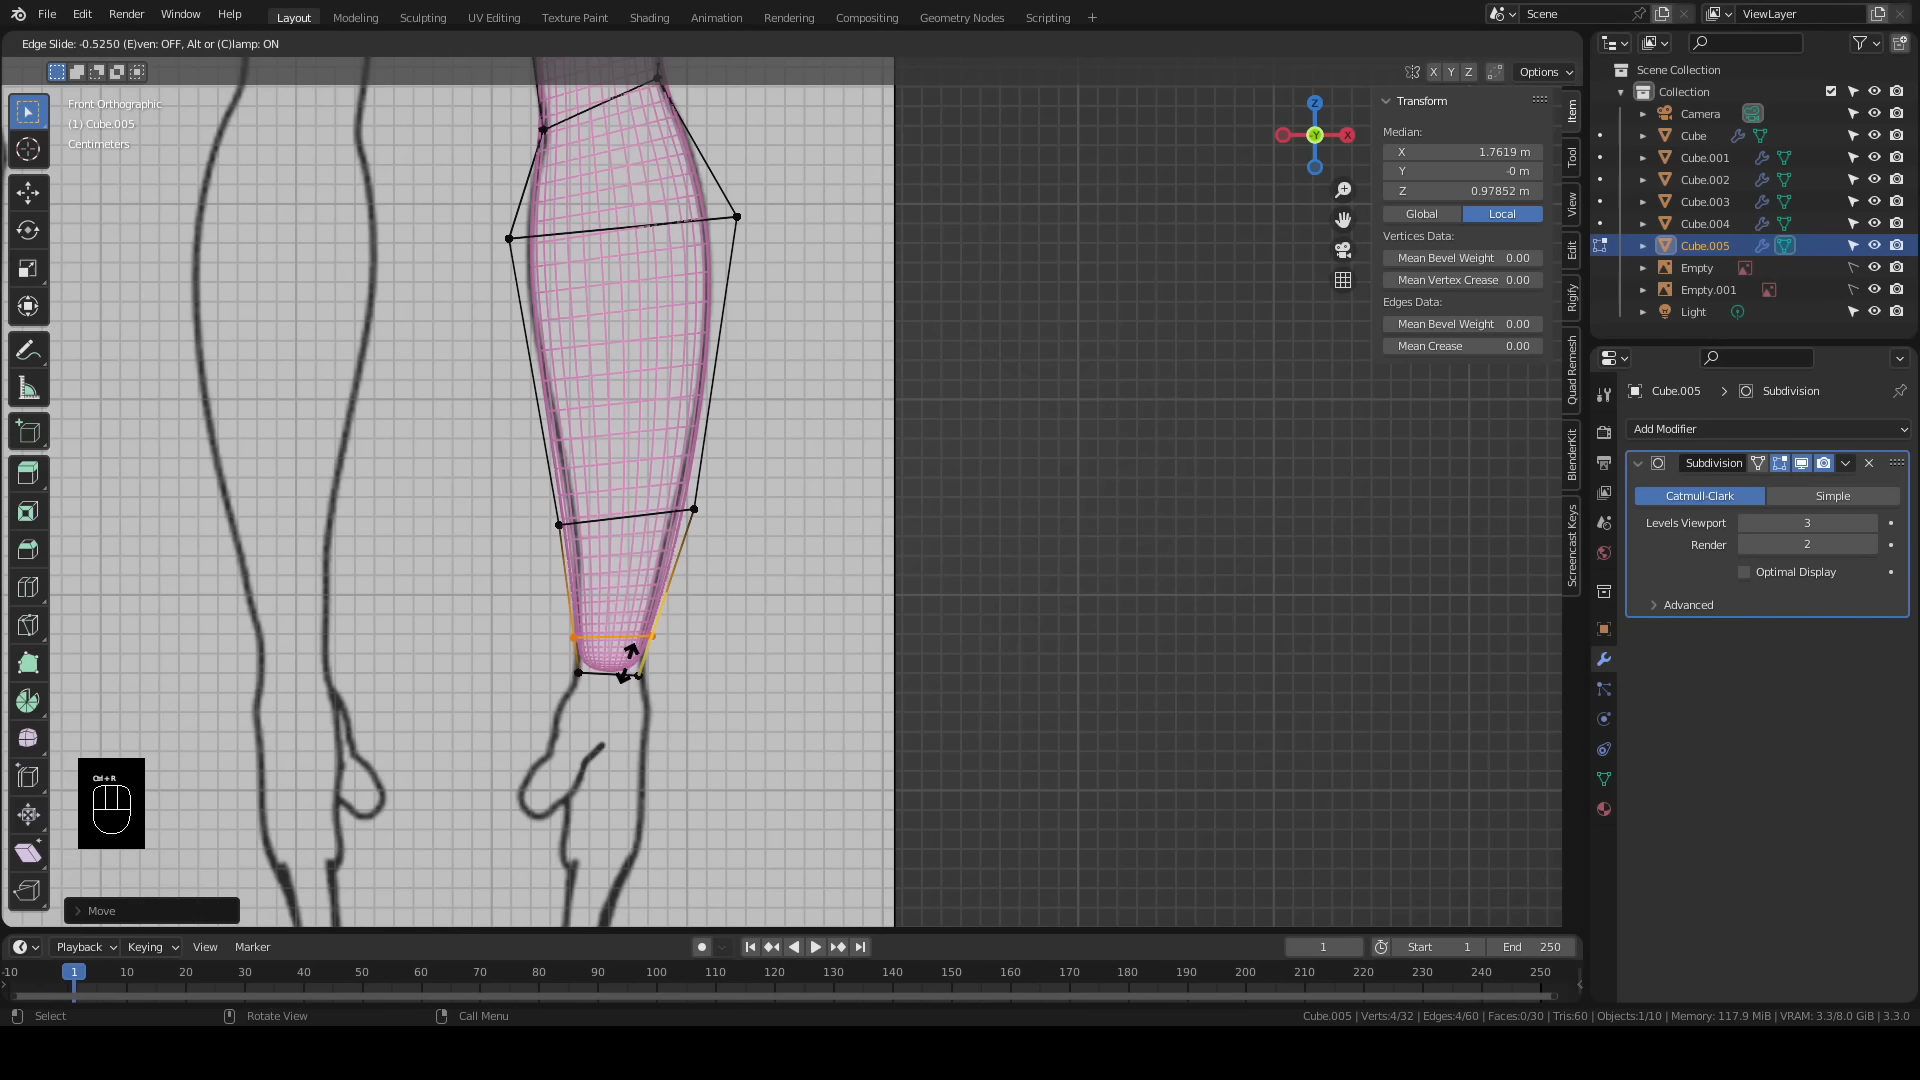 File Edit Render Window Help Layout Modeling Sculpting UV Editing Texture Paint Shading Animation Rendering Compositing Geometry Nodes Scripting + Scene ViewLayer
Edge Slide: -0.5250 (E)ven: OFF, Alt or (C)lamp: ON
X Y Z Options
Front Orthographic
(1) Cube.005
Centimeters
Z
-Y
X
Transform
Median:
X 1.7619 m
Y -0 m
Z 0.97852 m
Global Local
Vertices Data:
Mean Bevel Weight 0.00
Mean Vertex Crease 0.00
Edges Data:
Mean Bevel Weight 0.00
Mean Crease 0.00
Item
Tool
View
Edit
Rigify
Quad Remesh
BlenderKit
Screencast Keys
Scene Collection
Collection
Camera
Cube
Cube.001
Cube.002
Cube.003
Cube.004
Cube.005
Empty
Empty.001
Light
Cube.005 > Subdivision
Add Modifier
Subdivision
Catmull-Clark Simple
Levels Viewport 3
Render 2
Optimal Display
Advanced
Ctrl + R
Move
Playback Keying View Marker 1 Start 1 End 250
-10 1 10 20 30 40 50 60 70 80 90 100 110 120 130 140 150 160 170 180 190 200 210 220 230 240 250
Select Rotate View Call Menu Cube.005 | Verts:4/32 | Edges:4/60 | Faces:0/30 | Tris:60 | Objects:1/10 | Memory: 117.9 MiB | VRAM: 3.3/8.0 GiB | 3.3.0